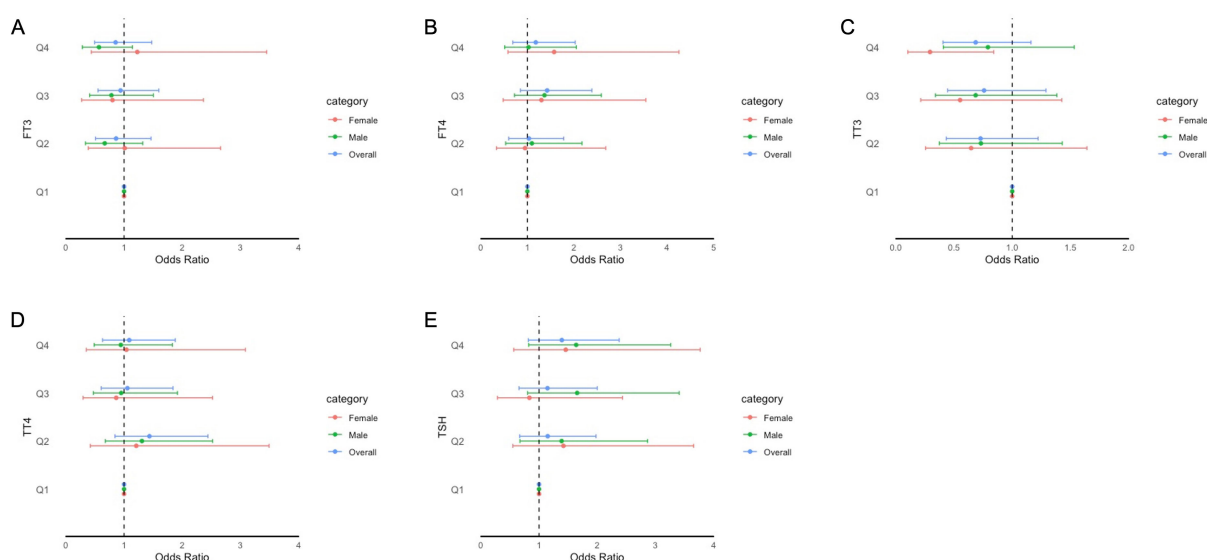 A
FT3
Q4
Q3
Q2
Q1
0 1 2 3 4
Odds Ratio
category
Female
Male
Overall
B
FT4
Q4
Q3
Q2
Q1
0 1 2 3 4 5
Odds Ratio
category
Female
Male
Overall
C
TT3
Q4
Q3
Q2
Q1
0.0 0.5 1.0 1.5 2.0
Odds Ratio
category
Female
Male
Overall
D
TT4
Q4
Q3
Q2
Q1
0 1 2 3 4
Odds Ratio
category
Female
Male
Overall
E
TSH
Q4
Q3
Q2
Q1
0 1 2 3 4
Odds Ratio
category
Female
Male
Overall